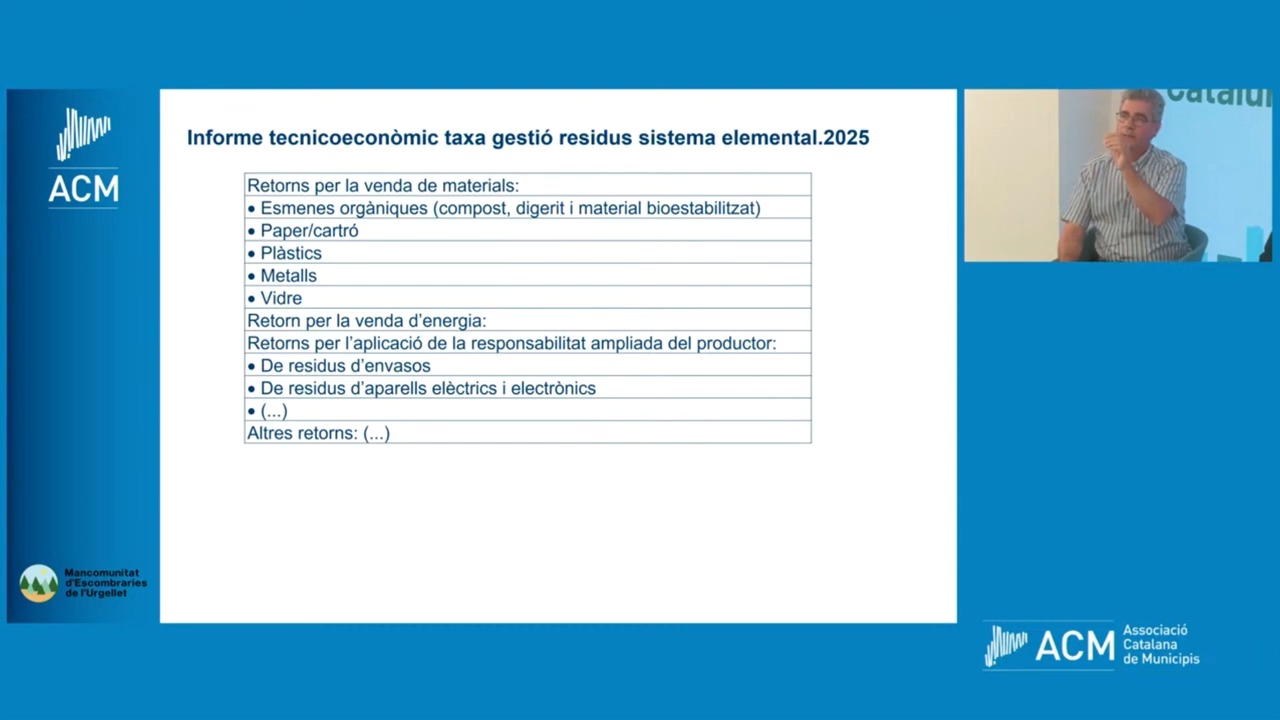 ACM
Informe tecnicoeconòmic taxa gestió residus sistema elemental.2025
Retorns per la venda de materials:
• Esmenes orgàniques (compost, digerit i material bioestabilitzat)
• Paper/cartró
• Plàstics
• Metalls
• Vidre
Retorn per la venda d’energia:
Retorns per l’aplicació de la responsabilitat ampliada del productor:
• De residus d’envasos
• De residus d’aparells elèctrics i electrònics
• (...)
Altres retorns: (...)
Mancomunitat
d'Escombraries
de l'Urgellet
ACM
Associació
Catalana
de Municipis